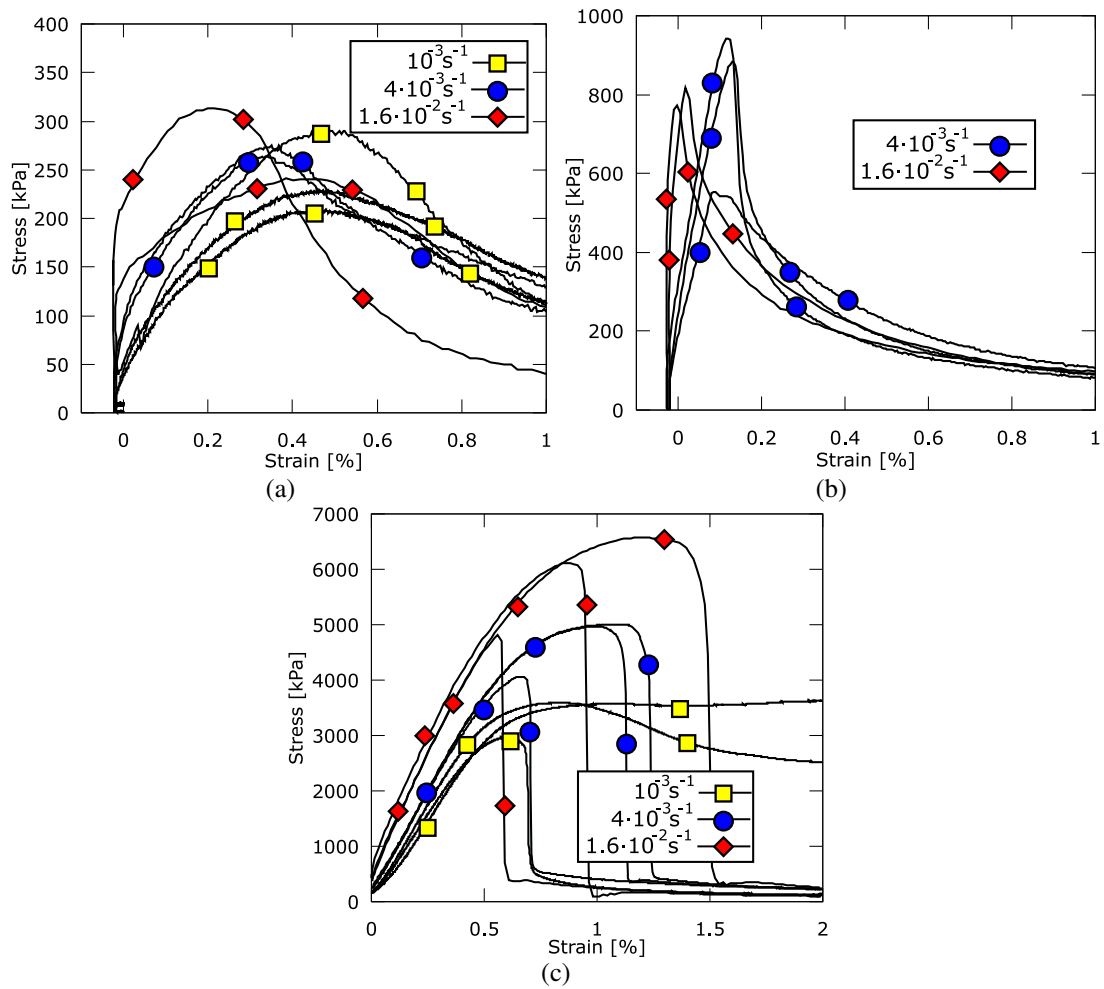 400
350
300
250
200
150
100
50
0
Stress [kPa]
10⁻³s⁻¹
4·10⁻³s⁻¹
1.6·10⁻²s⁻¹
0 0.2 0.4 0.6 0.8 1
Strain [%]
(a)
1000
800
600
400
200
0
Stress [kPa]
4·10⁻³s⁻¹
1.6·10⁻²s⁻¹
0 0.2 0.4 0.6 0.8 1
Strain [%]
(b)
7000
6000
5000
4000
3000
2000
1000
0
Stress [kPa]
10⁻³s⁻¹
4·10⁻³s⁻¹
1.6·10⁻²s⁻¹
0 0.5 1 1.5 2
Strain [%]
(c)